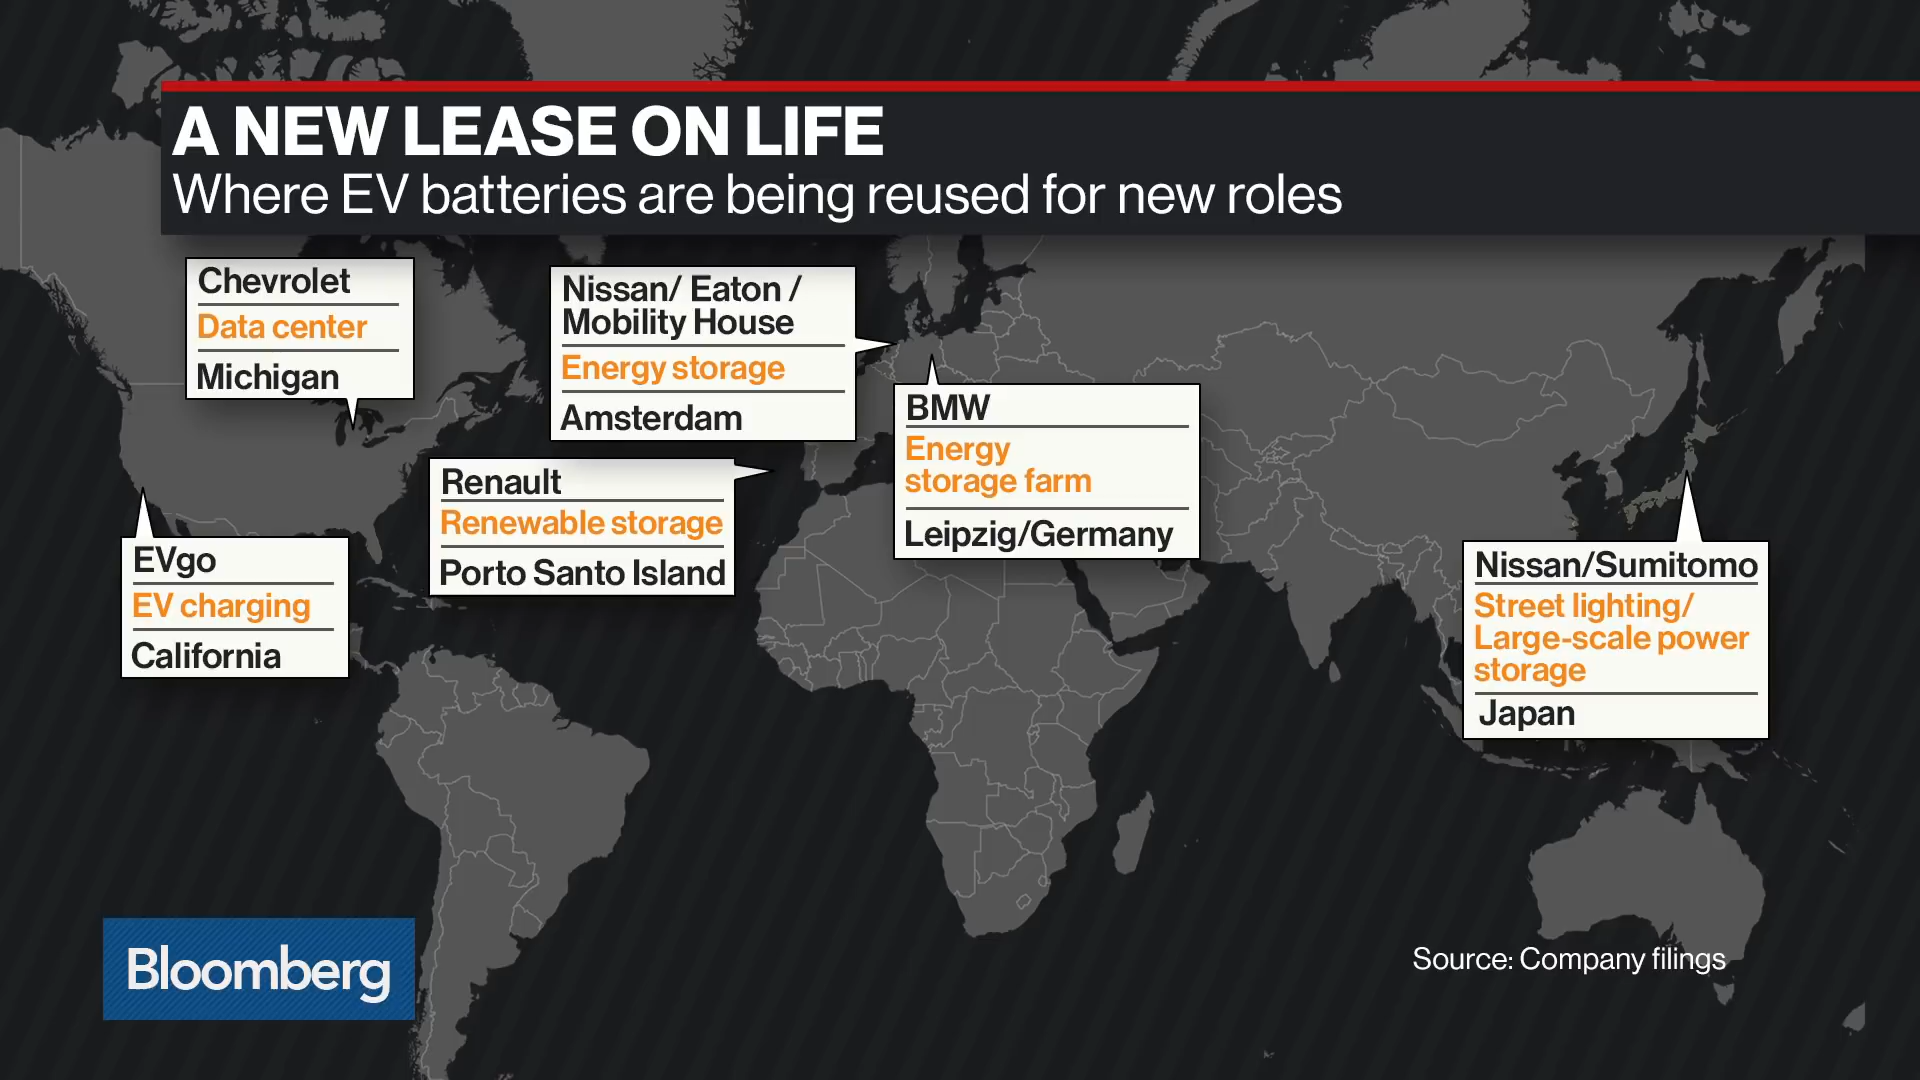 A NEW LEASE ON LIFE
Where EV batteries are being reused for new roles
Chevrolet
Data center
Michigan
Nissan/ Eaton /
Mobility House
Energy storage
Amsterdam
BMW
Energy
storage farm
Leipzig/Germany
Renault
Renewable storage
Porto Santo Island
EVgo
EV charging
California
Nissan/Sumitomo
Street lighting/
Large-scale power
storage
Japan
Bloomberg
Source: Company filings